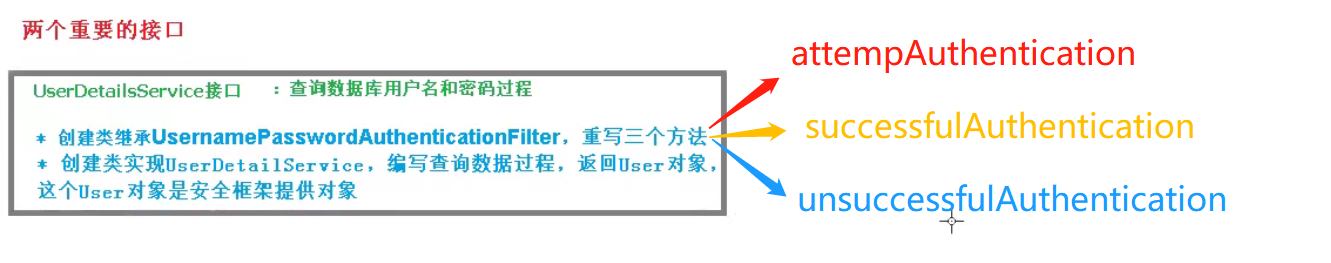 两个重要的接口
UserDetailsService接口 ：查询数据库用户名和密码过程
* 创建类继承UsernamePasswordAuthenticationFilter，重写三个方法
* 创建类实现UserDetailService，编写查询数据过程，返回User对象，
这个User对象是安全框架提供对象
attempAuthentication
successfulAuthentication
unsuccessfulAuthentication